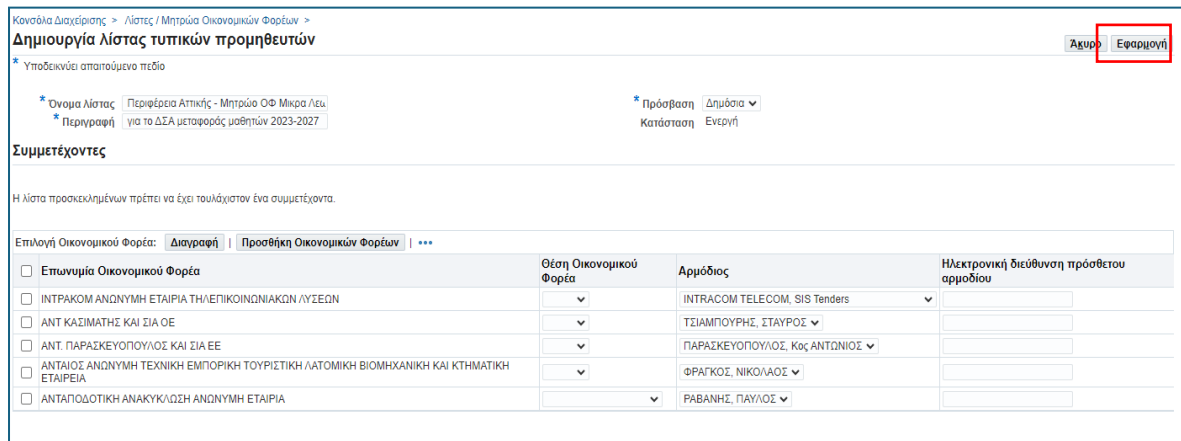 Κονσόλα Διαχείρισης > Λίστες / Μητρώα Οικονομικών Φορέων >
Δημιουργία λίστας τυπικών προμηθευτών
Άκυρο Εφαρμογή
* Υποδεικνύει απαιτούμενο πεδίο
* Όνομα λίστας Περιφέρεια Αττικής - Μητρώο ΟΦ Μικρα Λεω
* Πρόσβαση Δημόσια
* Περιγραφή για το ΔΣΑ μεταφοράς μαθητών 2023-2027
Κατάσταση Ενεργή
Συμμετέχοντες
Η λίστα προσκεκλημένων πρέπει να έχει τουλάχιστον ένα συμμετέχοντα.
Επιλογή Οικονομικού Φορέα: Διαγραφή | Προσθήκη Οικονομικών Φορέων | •••
Επωνυμία Οικονομικού Φορέα
Θέση Οικονομικού
Φορέα
Αρμόδιος
Ηλεκτρονική διεύθυνση πρόσθετου
αρμοδίου
ΙΝΤΡΑΚΟΜ ΑΝΩΝΥΜΗ ΕΤΑΙΡΙΑ ΤΗΛΕΠΙΚΟΙΝΩΝΙΑΚΩΝ ΛΥΣΕΩΝ INTRACOM TELECOM, SIS Tenders
ΑΝΤ ΚΑΣΙΜΑΤΗΣ ΚΑΙ ΣΙΑ ΟΕ ΤΣΙΑΜΠΟΥΡΗΣ, ΣΤΑΥΡΟΣ
ΑΝΤ. ΠΑΡΑΣΚΕΥΟΠΟΥΛΟΣ ΚΑΙ ΣΙΑ ΕΕ ΠΑΡΑΣΚΕΥΟΠΟΥΛΟΣ, Κος ΑΝΤΩΝΙΟΣ
ΑΝΤΑΙΟΣ ΑΝΩΝΥΜΗ ΤΕΧΝΙΚΗ ΕΜΠΟΡΙΚΗ ΤΟΥΡΙΣΤΙΚΗ ΛΑΤΟΜΙΚΗ ΒΙΟΜΗΧΑΝΙΚΗ ΚΑΙ ΚΤΗΜΑΤΙΚΗ
ΕΤΑΙΡΕΙΑ
ΦΡΑΓΚΟΣ, ΝΙΚΟΛΑΟΣ
ΑΝΤΑΠΟΔΟΤΙΚΗ ΑΝΑΚΥΚΛΩΣΗ ΑΝΩΝΥΜΗ ΕΤΑΙΡΙΑ ΡΑΒΑΝΗΣ, ΠΑΥΛΟΣ